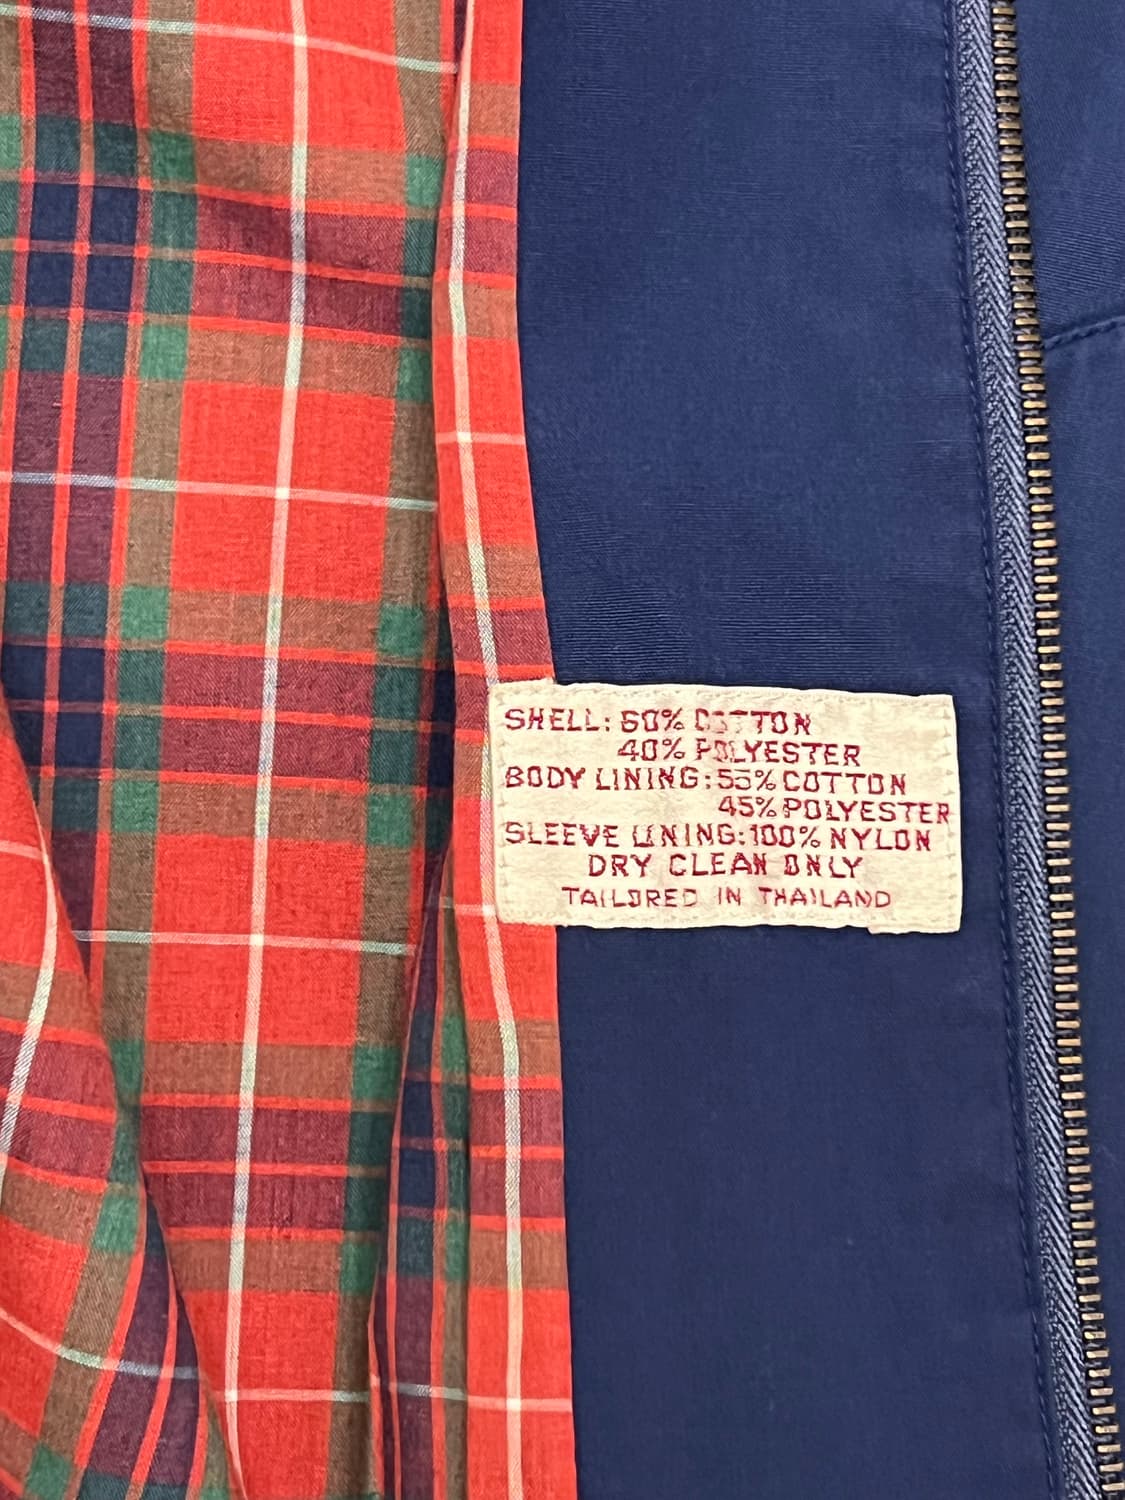 SHELL: 60% COTTON
40% POLYESTER
BODY LINING: 55% COTTON
45% POLYESTER
SLEEVE LINING: 100% NYLON
DRY CLEAN ONLY
TAILORED IN THAILAND